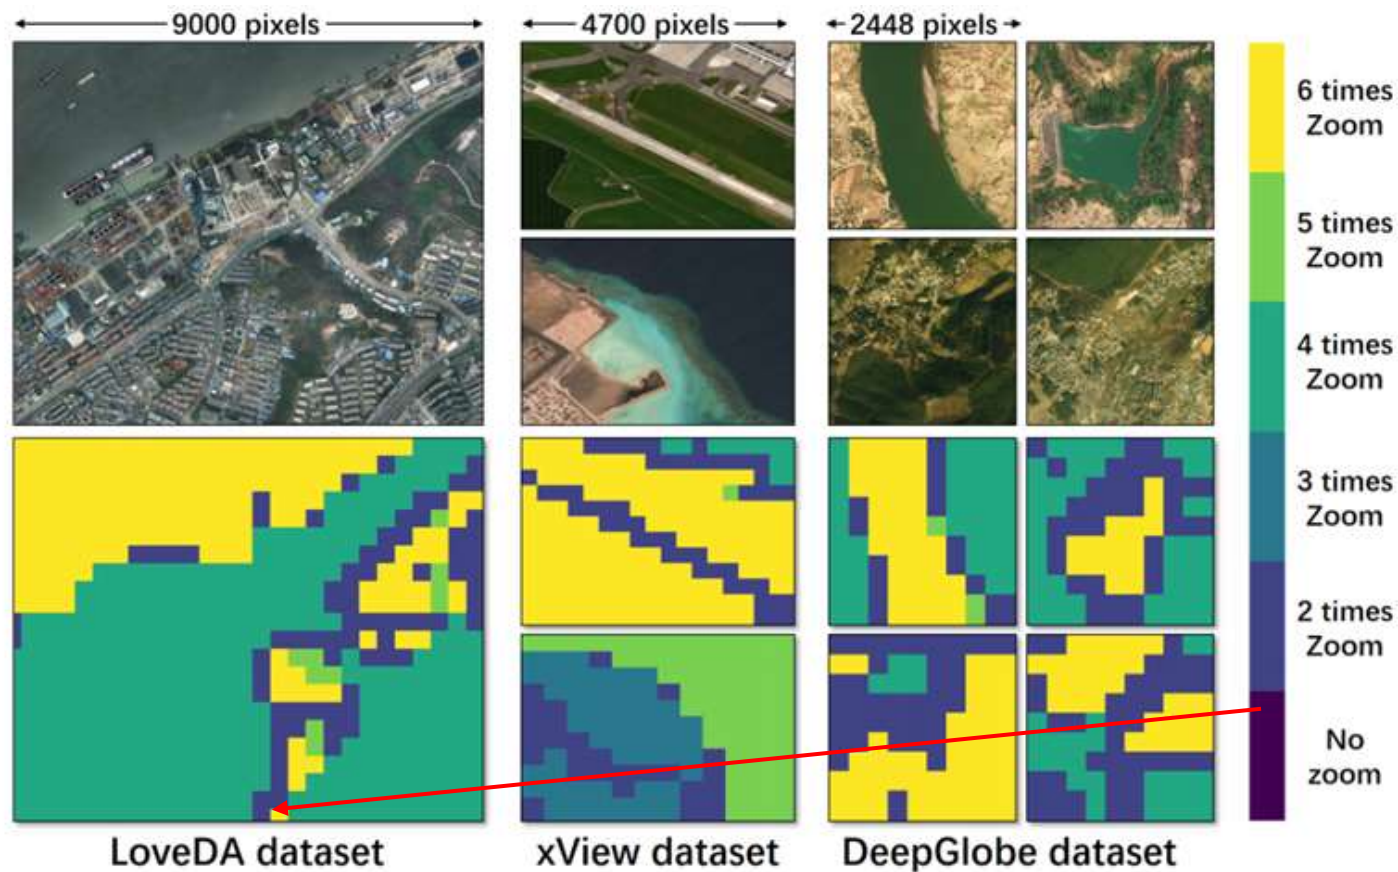 9000 pixels
4700 pixels
2448 pixels
6 times
Zoom
5 times
Zoom
4 times
Zoom
3 times
Zoom
2 times
Zoom
No
zoom
LoveDA dataset
xView dataset
DeepGlobe dataset